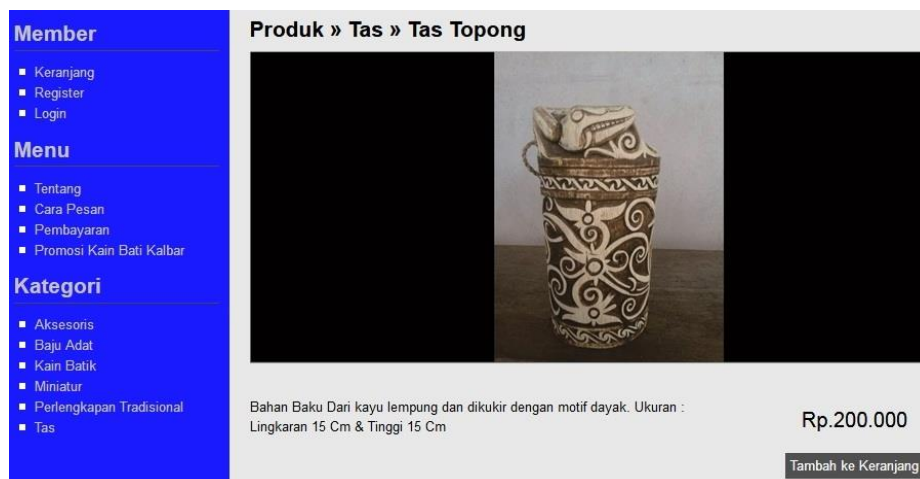 Member
Keranjang
Register
Login
Menu
Tentang
Cara Pesan
Pembayaran
Promosi Kain Bati Kalbar
Kategori
Aksesoris
Baju Adat
Kain Batik
Miniatur
Perlengkapan Tradisional
Tas
Produk » Tas » Tas Topong
Bahan Baku Dari kayu lempung dan dikukir dengan motif dayak. Ukuran :
Lingkaran 15 Cm & Tinggi 15 Cm
Rp.200.000
Tambah ke Keranjang